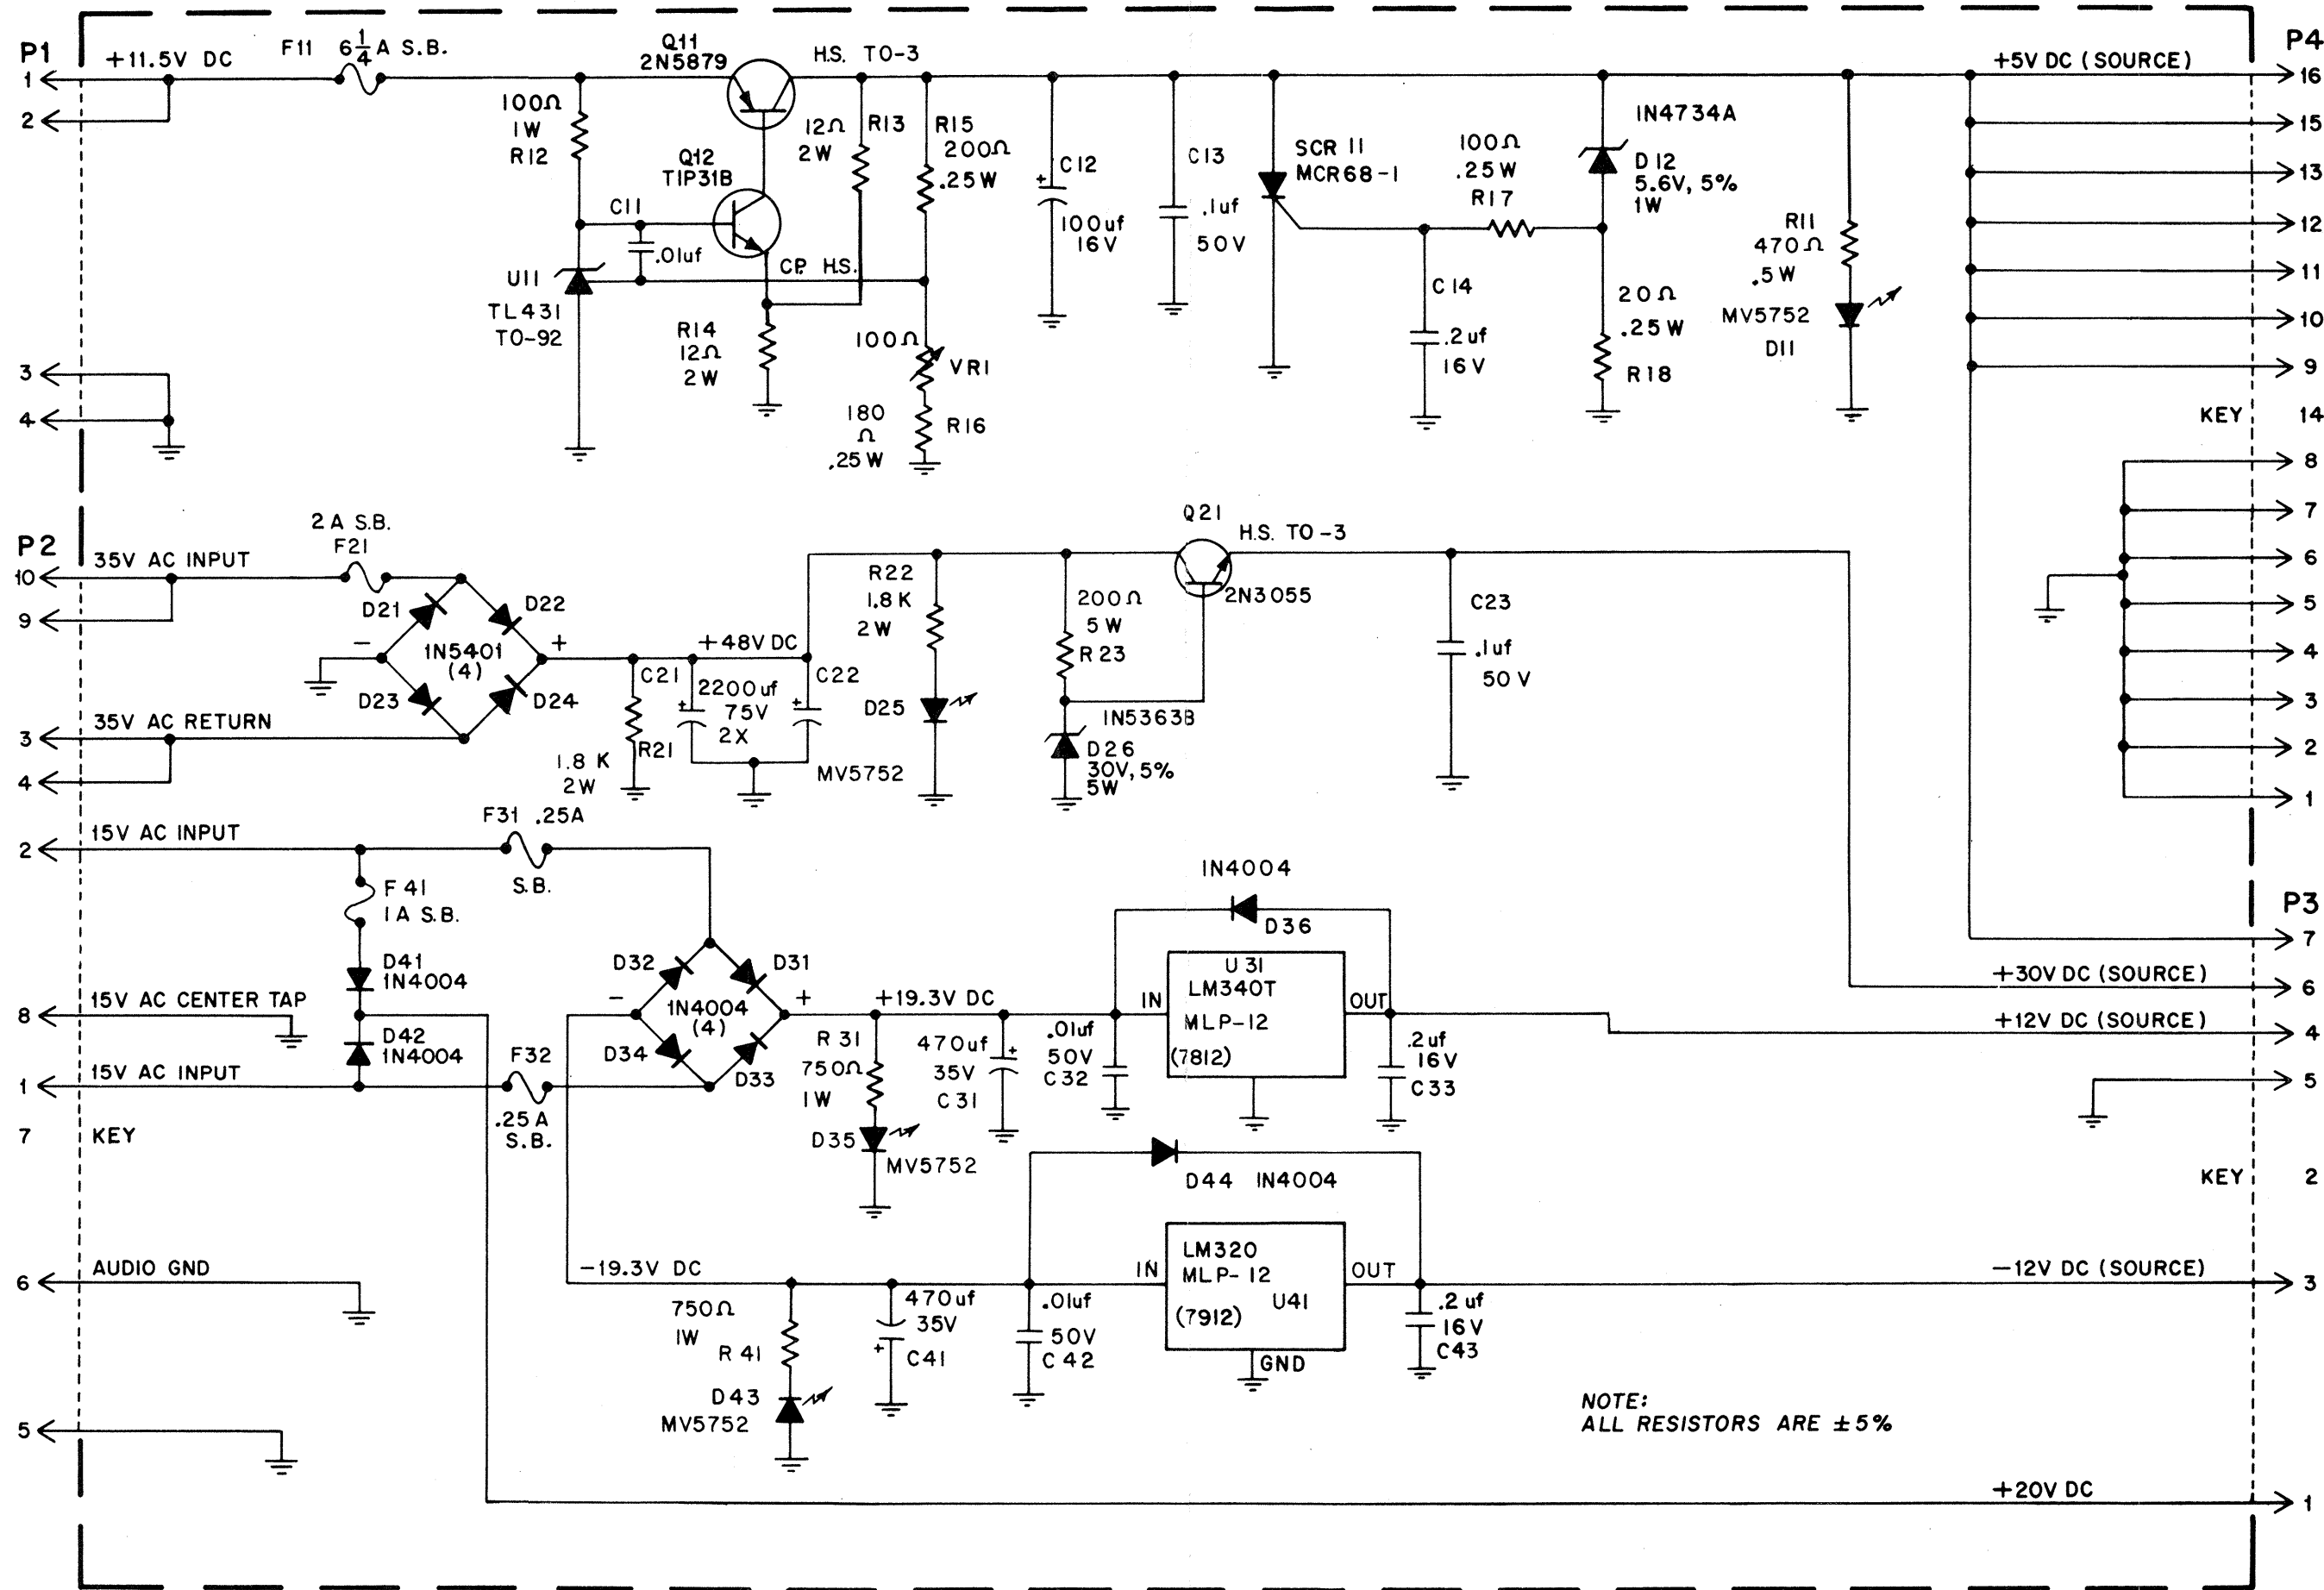 P1
1
2
3
4
+11.5V DC
F11 6 1/4 A S.B.
Q11
2N5879
H.S. TO-3
100Ω
1W
R12
Q12
TIP31B
C11
.01uf
U11
TL431
TO-92
C.P. H.S.
R14
12Ω
2W
12Ω
2W
R13
R15
200Ω
.25W
100Ω
VR1
180
Ω
.25W
R16
C12
100uf
16V
C13
.1uf
50V
SCR 11
MCR68-1
100Ω
.25W
R17
C14
.2uf
16V
1N4734A
D12
5.6V, 5%
1W
20Ω
.25W
R18
R11
470Ω
.5W
MV5752
D11
+5V DC (SOURCE)
P4
16
15
13
12
11
10
9
KEY 14
8
7
6
5
4
3
2
1
P2
10
9
3
4
2
8
1
7
6
5
35V AC INPUT
2A S.B.
F21
D21
D22
1N5401
(4)
D23
D24
−
+
35V AC RETURN
+48V DC
C21
2200uf
75V
2X
C22
R21
1.8K
2W
MV5752
R22
1.8K
2W
D25
200Ω
5W
R23
1N5363B
D26
30V, 5%
5W
Q21
H.S. TO-3
2N3055
C23
.1uf
50V
15V AC INPUT
F31 .25A
S.B.
F41
1A S.B.
D41
1N4004
15V AC CENTER TAP
D42
1N4004
15V AC INPUT
F32
.25A
S.B.
KEY
D32
D31
1N4004
(4)
D34
D33
−
+
+19.3V DC
R31
750Ω
1W
D35
MV5752
470uf
35V
C31
.01uf
50V
C32
1N4004
D36
U31
LM340T
MLP-12
(7812)
IN
OUT
.2uf
16V
C33
D44 1N4004
AUDIO GND
−19.3V DC
750Ω
1W
R41
D43
MV5752
470uf
35V
C41
.01uf
50V
C42
LM320
MLP-12
(7912)
U41
IN
OUT
GND
.2uf
16V
C43
P3
7
+30V DC (SOURCE)
6
+12V DC (SOURCE)
4
5
KEY 2
−12V DC (SOURCE)
3
NOTE:
ALL RESISTORS ARE ±5%
+20V DC
1